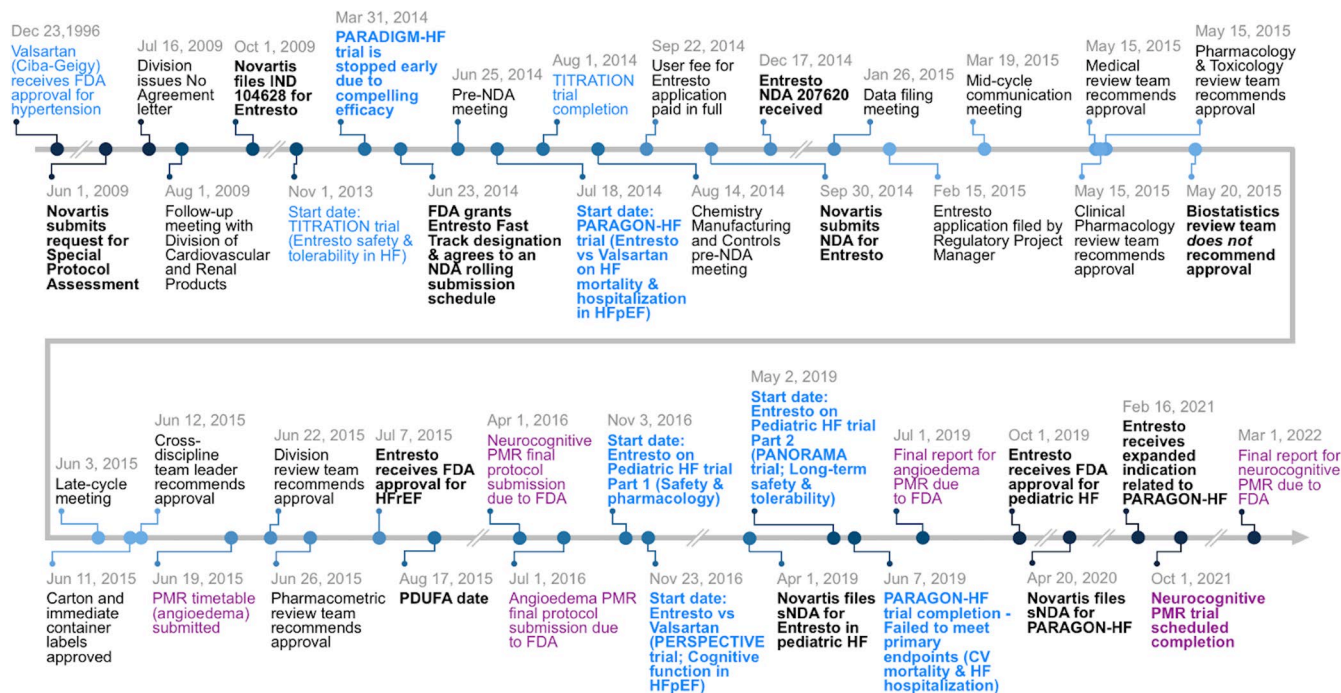 Dec 23,1996
Valsartan
(Ciba-Geigy)
receives FDA
approval for
hypertension
Jul 16, 2009
Division
issues No
Agreement
letter
Oct 1, 2009
Novartis
files IND
104628 for
Entresto
Mar 31, 2014
PARADIGM-HF
trial is
stopped early
due to
compelling
efficacy
Jun 25, 2014
Pre-NDA
meeting
Aug 1, 2014
TITRATION
trial
completion
Sep 22, 2014
User fee for
Entresto
application
paid in full
Dec 17, 2014
Entresto
NDA 207620
received
Jan 26, 2015
Data filing
meeting
Mar 19, 2015
Mid-cycle
communication
meeting
May 15, 2015
Medical
review team
recommends
approval
May 15, 2015
Pharmacology
& Toxicology
review team
recommends
approval
Jun 1, 2009
Novartis
submits
request for
Special
Protocol
Assessment
Aug 1, 2009
Follow-up
meeting with
Division of
Cardiovascular
and Renal
Products
Nov 1, 2013
Start date:
TITRATION trial
(Entresto safety &
tolerability in HF)
Jun 23, 2014
FDA grants
Entresto Fast
Track designation
& agrees to an
NDA rolling
submission
schedule
Jul 18, 2014
Start date:
PARAGON-HF
trial (Entresto
vs Valsartan
on HF
mortality &
hospitalization
in HFpEF)
Aug 14, 2014
Chemistry
Manufacturing
and Controls
pre-NDA
meeting
Sep 30, 2014
Novartis
submits
NDA for
Entresto
Feb 15, 2015
Entresto
application filed by
Regulatory Project
Manager
May 15, 2015
Clinical
Pharmacology
review team
recommends
approval
May 20, 2015
Biostatistics
review team
does not
recommend
approval
Jun 3, 2015
Late-cycle
meeting
Jun 12, 2015
Cross-
discipline
team leader
recommends
approval
Jun 22, 2015
Division
review team
recommends
approval
Jul 7, 2015
Entresto
receives FDA
approval for
HFrEF
Apr 1, 2016
Neurocognitive
PMR final
protocol
submission
due to FDA
Nov 3, 2016
Start date:
Entresto on
Pediatric HF trial
Part 1 (Safety &
pharmacology)
May 2, 2019
Start date:
Entresto on
Pediatric HF trial
Part 2
(PANORAMA
trial; Long-term
safety &
tolerability)
Jul 1, 2019
Final report for
angioedema
PMR due
to FDA
Oct 1, 2019
Entresto
receives FDA
approval for
pediatric HF
Feb 16, 2021
Entresto
receives
expanded
indication
related to
PARAGON-HF
Mar 1, 2022
Final report for
neurocognitive
PMR due to
FDA
Jun 11, 2015
Carton and
immediate
container
labels
approved
Jun 19, 2015
PMR timetable
(angioedema)
submitted
Jun 26, 2015
Pharmacometric
review team
recommends
approval
Aug 17, 2015
PDUFA date
Jul 1, 2016
Angioedema PMR
final protocol
submission due to
FDA
Nov 23, 2016
Start date:
Entresto vs
Valsartan
(PERSPECTIVE
trial; Cognitive
function in
HFpEF)
Apr 1, 2019
Novartis files
sNDA for
Entresto in
pediatric HF
Jun 7, 2019
PARAGON-HF
trial completion -
Failed to meet
primary
endpoints (CV
mortality & HF
hospitalization)
Apr 20, 2020
Novartis files
sNDA for
PARAGON-HF
Oct 1, 2021
Neurocognitive
PMR trial
scheduled
completion